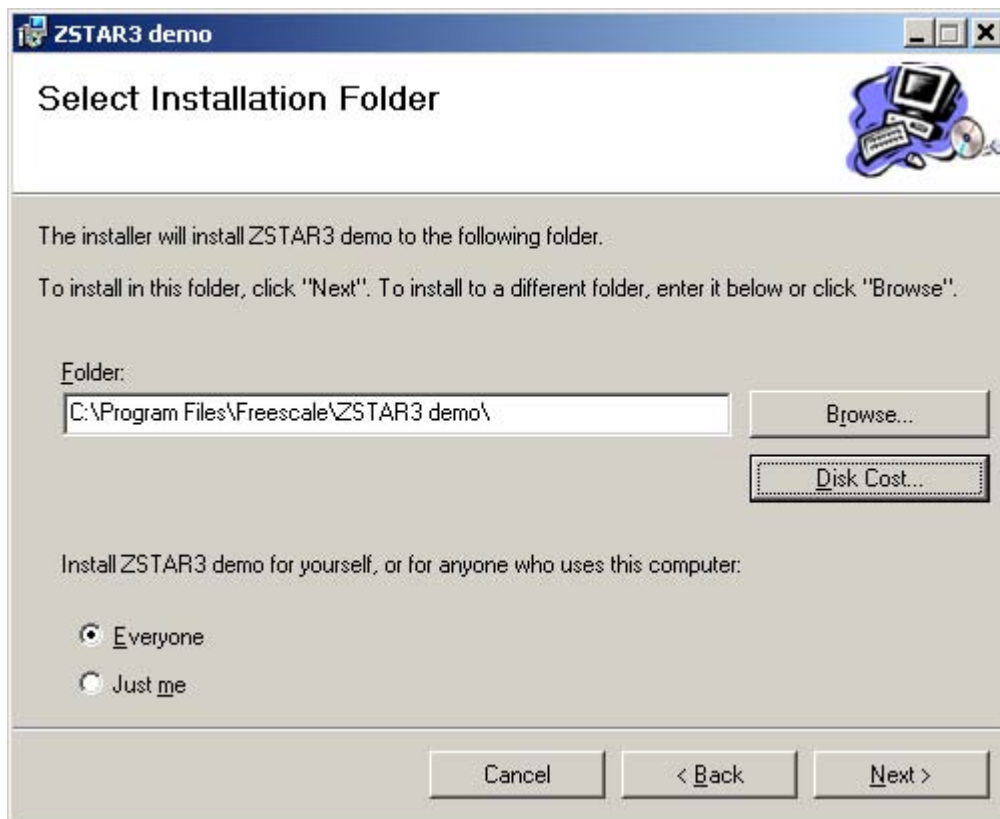 ZSTAR3 demo
Select Installation Folder
The installer will install ZSTAR3 demo to the following folder.
To install in this folder, click "Next". To install to a different folder, enter it below or click "Browse".
Folder:
C:\Program Files\Freescale\ZSTAR3 demo\
Browse...
Disk Cost...
Install ZSTAR3 demo for yourself, or for anyone who uses this computer:
Everyone
Just me
Cancel
< Back
Next >